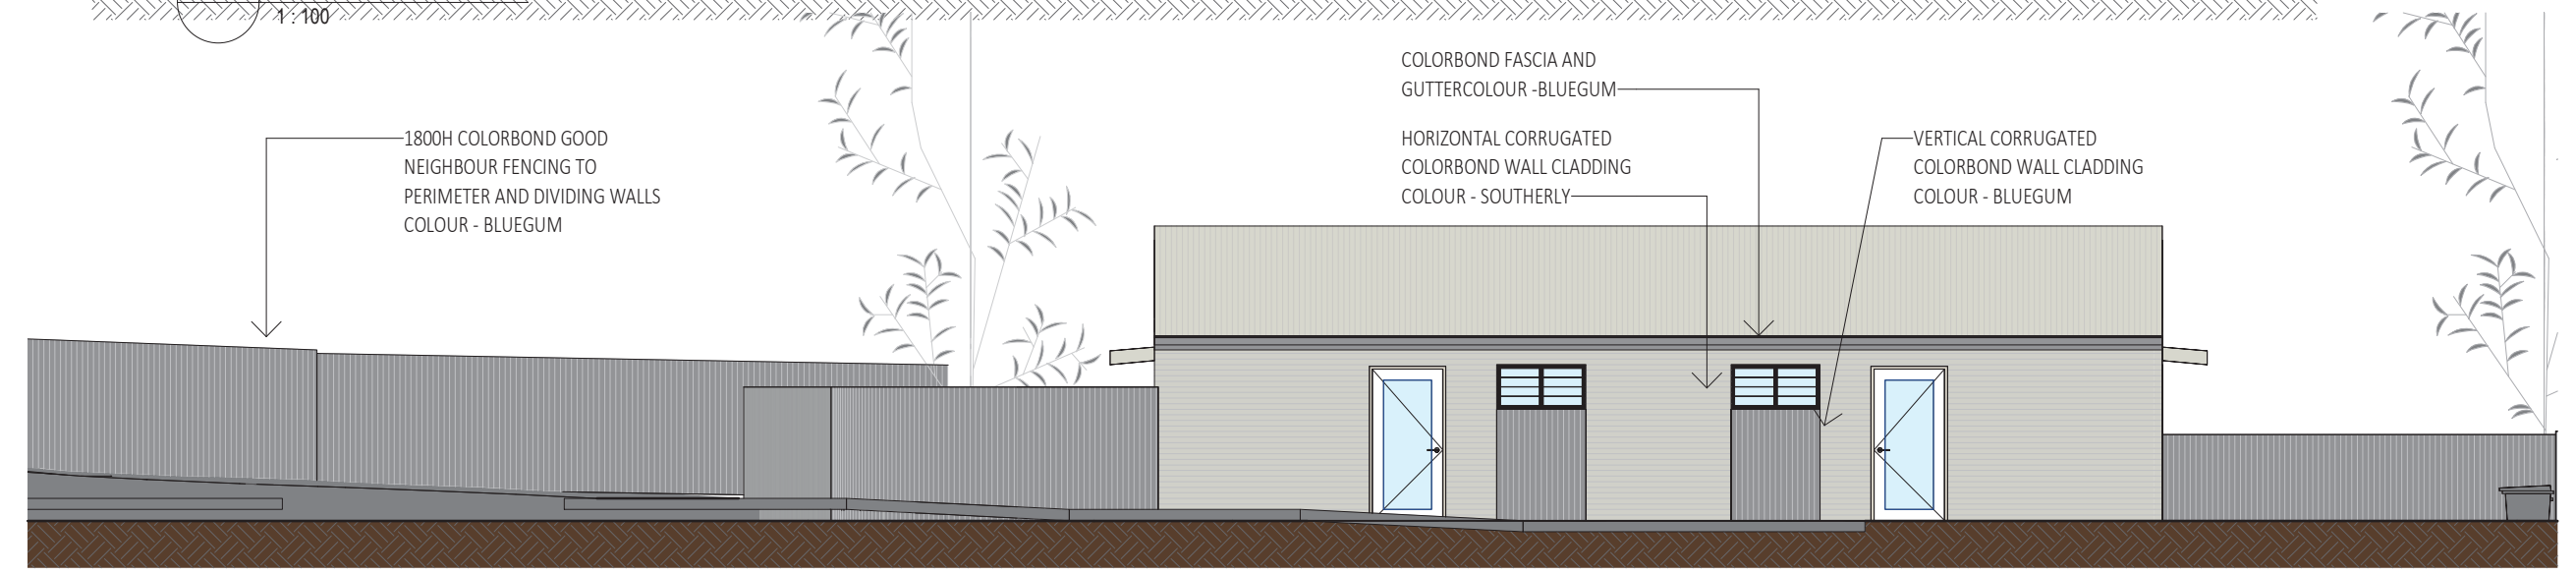 1 : 100
COLORBOND FASCIA AND
GUTTERCOLOUR -BLUEGUM
1800H COLORBOND GOOD
NEIGHBOUR FENCING TO
PERIMETER AND DIVIDING WALLS
COLOUR - BLUEGUM
HORIZONTAL CORRUGATED
COLORBOND WALL CLADDING
COLOUR - SOUTHERLY
VERTICAL CORRUGATED
COLORBOND WALL CLADDING
COLOUR - BLUEGUM